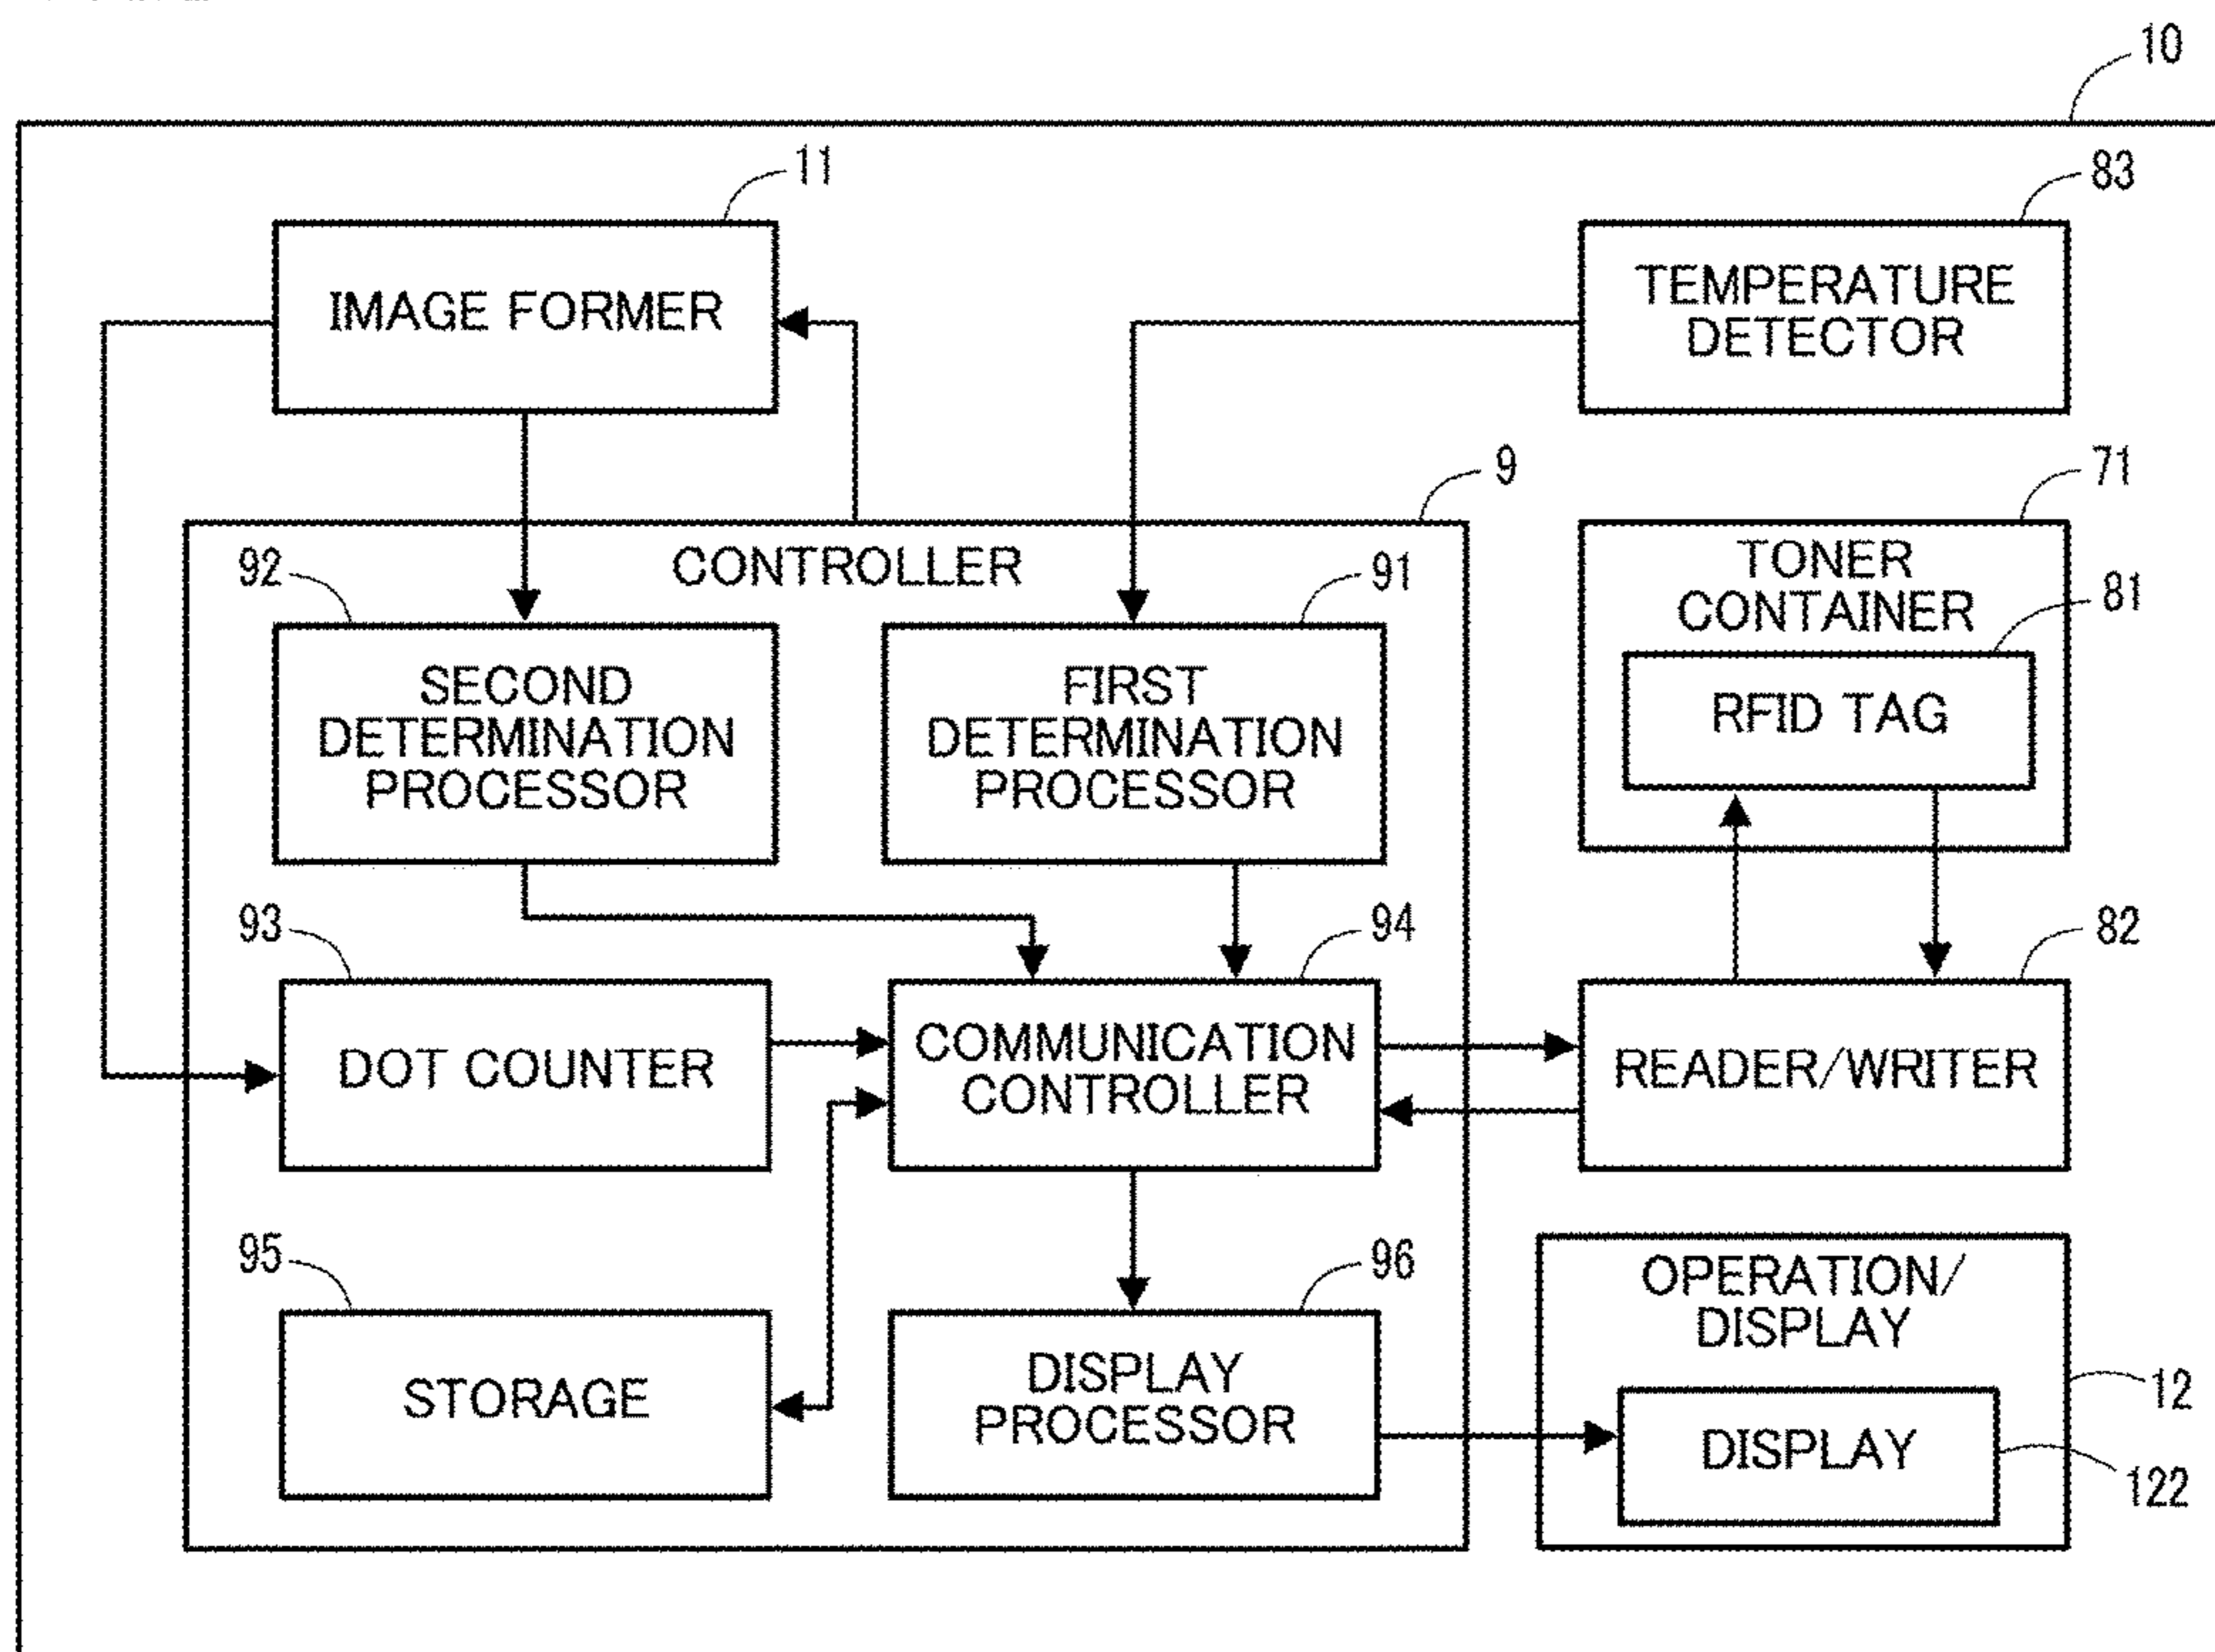 10
11
83
IMAGE FORMER
TEMPERATURE
DETECTOR
9
71
CONTROLLER
92
91
TONER
CONTAINER
81
SECOND
DETERMINATION
PROCESSOR
FIRST
DETERMINATION
PROCESSOR
RFID TAG
93
94
82
DOT COUNTER
COMMUNICATION
CONTROLLER
READER/WRITER
95
96
OPERATION/
DISPLAY
STORAGE
DISPLAY
PROCESSOR
12
DISPLAY
122